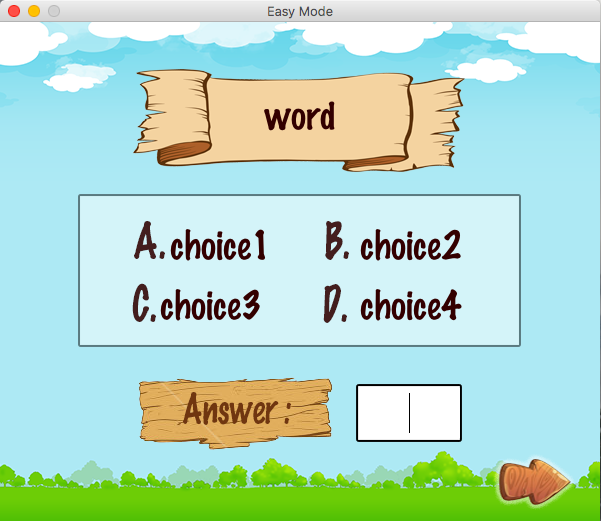 Easy Mode
word
A. choice1 B. choice2
C. choice3 D. choice4
Answer :